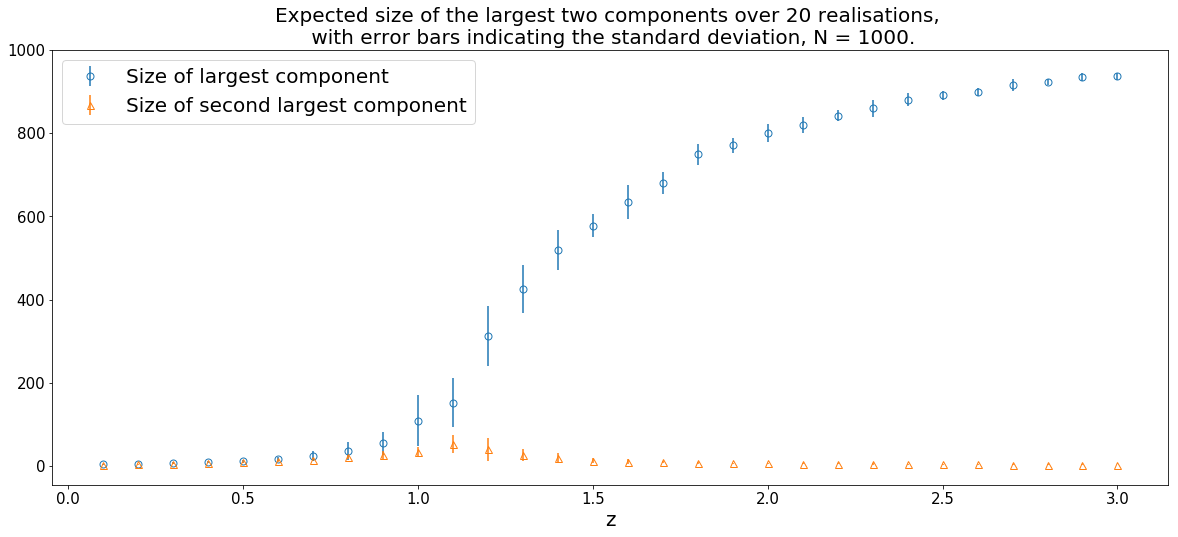 Expected size of the largest two components over 20 realisations,
with error bars indicating the standard deviation, N = 1000.
1000
800
600
400
200
0
Size of largest component
Size of second largest component
0.0 0.5 1.0 1.5 2.0 2.5 3.0
z